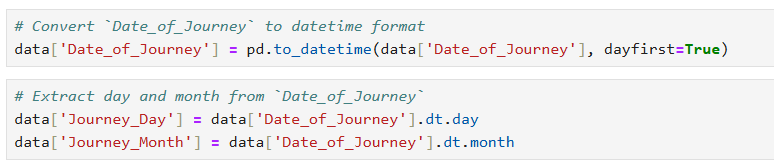 # Convert `Date_of_Journey` to datetime format
data['Date_of_Journey'] = pd.to_datetime(data['Date_of_Journey'], dayfirst=True)
# Extract day and month from `Date_of_Journey`
data['Journey_Day'] = data['Date_of_Journey'].dt.day
data['Journey_Month'] = data['Date_of_Journey'].dt.month